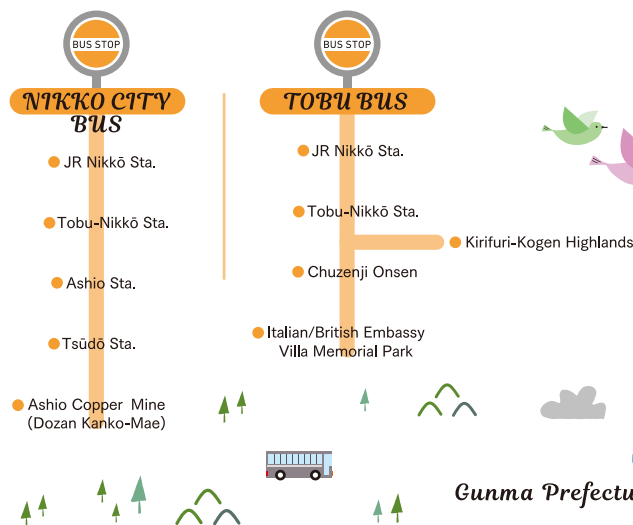 BUS STOP
NIKKO CITY
BUS
JR Nikkō Sta.
Tobu-Nikkō Sta.
Ashio Sta.
Tsūdō Sta.
Ashio Copper Mine
(Dozan Kanko-Mae)
BUS STOP
TOBU BUS
JR Nikkō Sta.
Tobu-Nikkō Sta.
Kirifuri-Kogen Highlands
Chuzenji Onsen
Italian/British Embassy
Villa Memorial Park
Gunma Prefectu